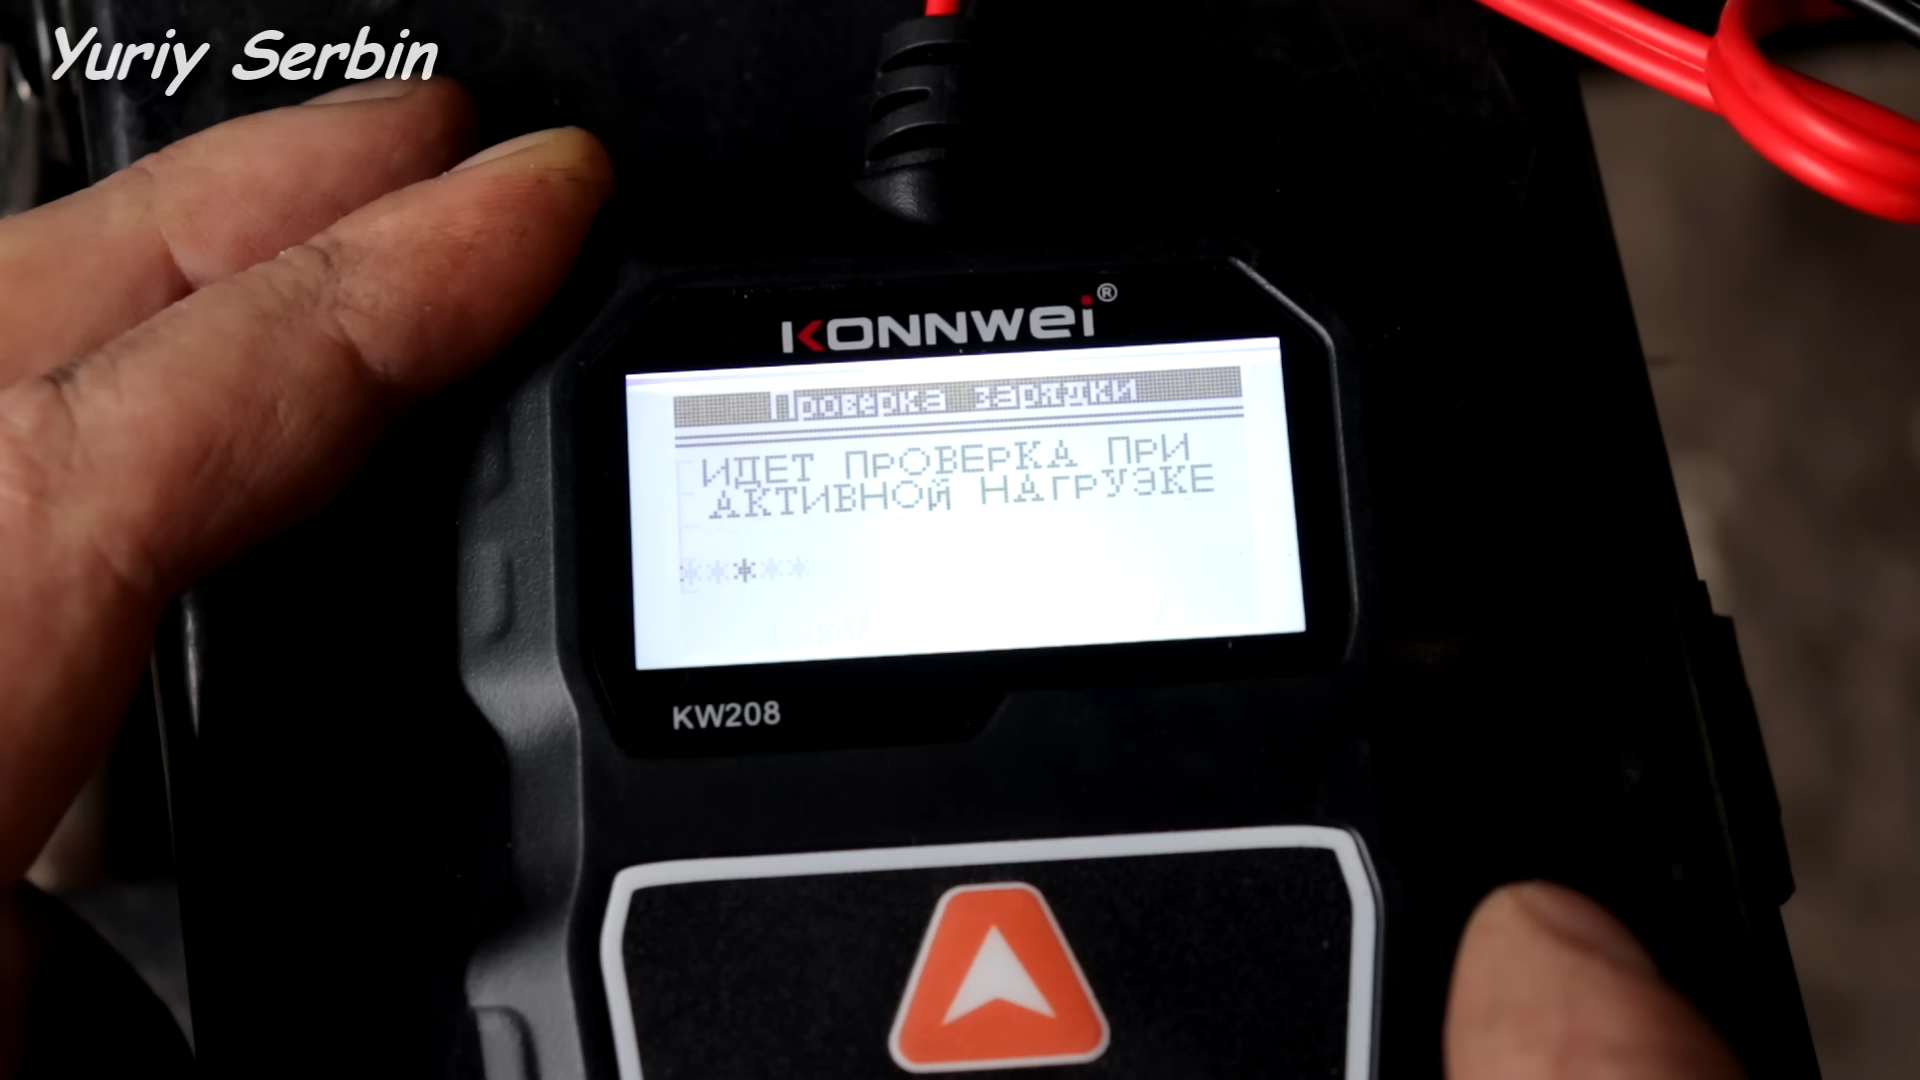 Yuriy Serbin
KONNWEI®
Проверка зарядки
ИДЕТ ПРОВЕРКА ПРИ
АКТИВНОЙ НАГРУЗКЕ
*****
KW208